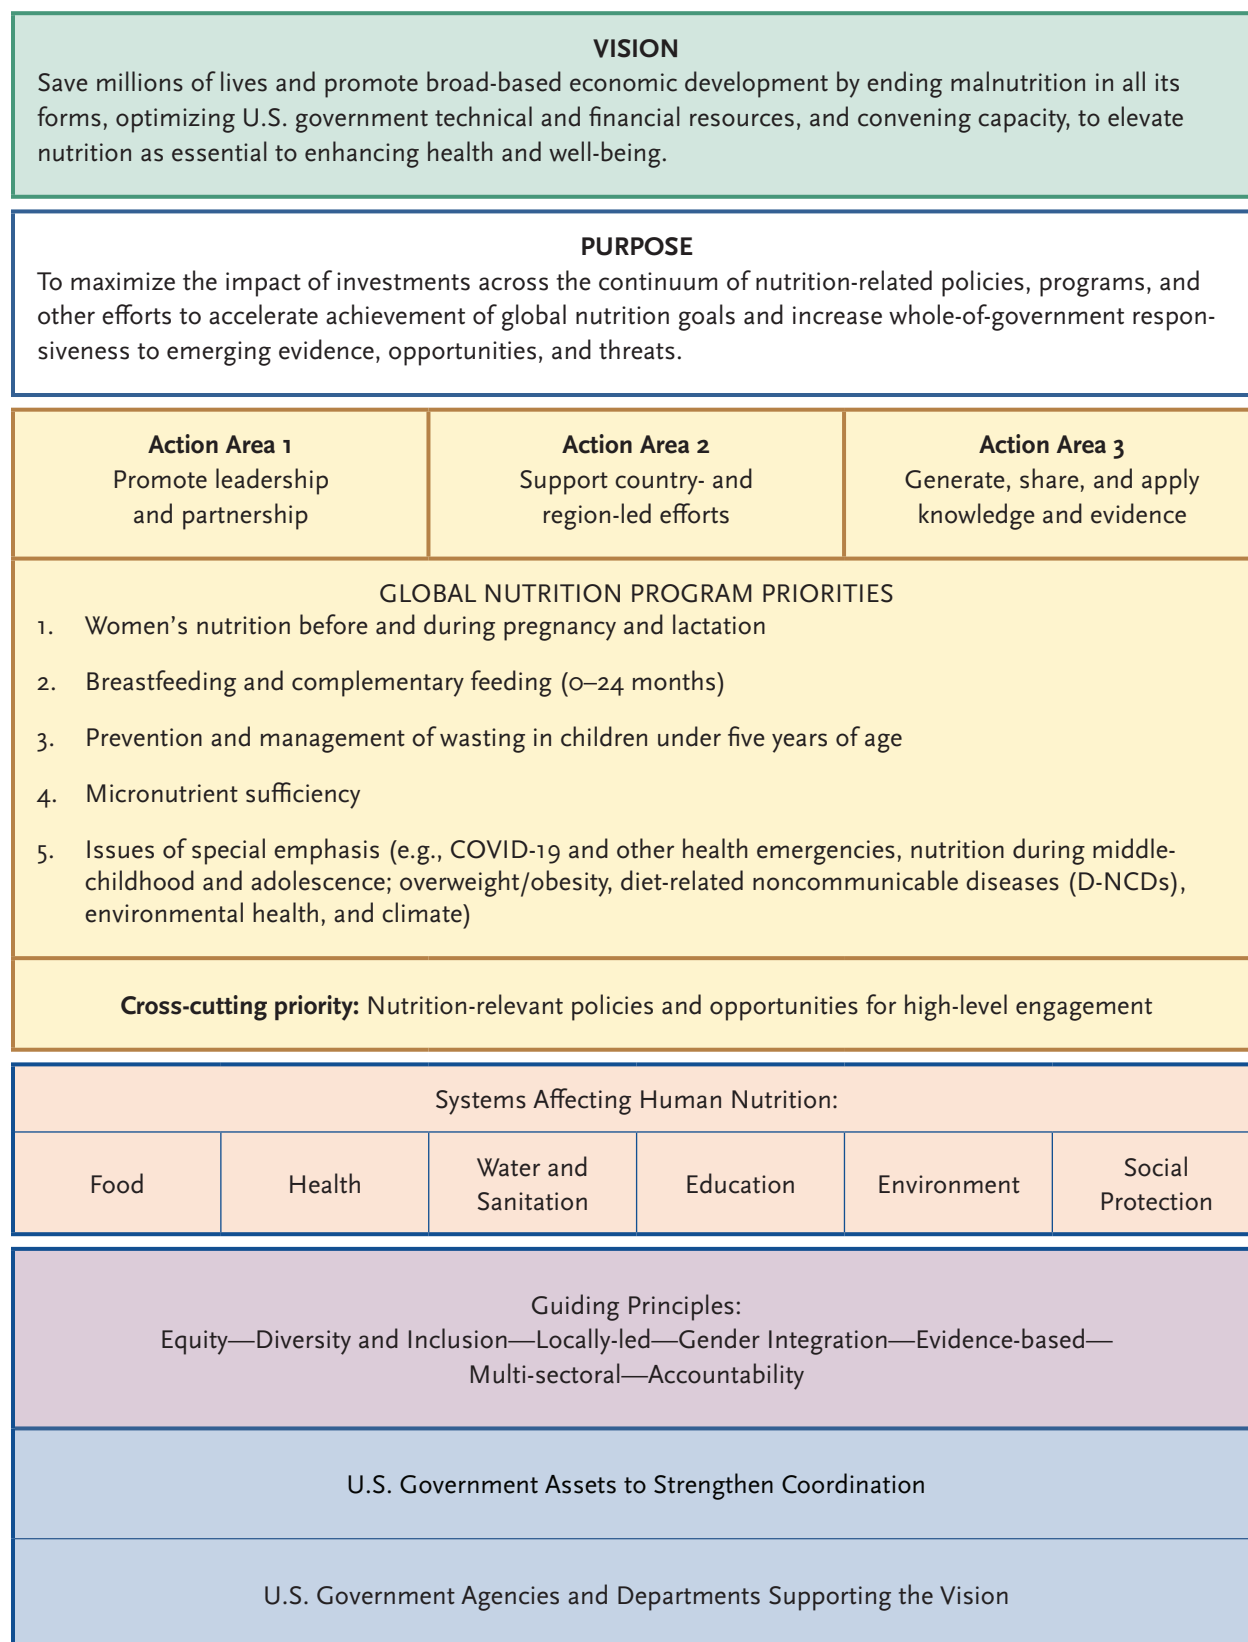 VISION
Save millions of lives and promote broad-based economic development by ending malnutrition in all its
forms, optimizing U.S. government technical and financial resources, and convening capacity, to elevate
nutrition as essential to enhancing health and well-being.
PURPOSE
To maximize the impact of investments across the continuum of nutrition-related policies, programs, and
other efforts to accelerate achievement of global nutrition goals and increase whole-of-government respon-
siveness to emerging evidence, opportunities, and threats.
Action Area 1
Promote leadership
and partnership
Action Area 2
Support country- and
region-led efforts
Action Area 3
Generate, share, and apply
knowledge and evidence
GLOBAL NUTRITION PROGRAM PRIORITIES
1. Women’s nutrition before and during pregnancy and lactation
2. Breastfeeding and complementary feeding (0–24 months)
3. Prevention and management of wasting in children under five years of age
4. Micronutrient sufficiency
5. Issues of special emphasis (e.g., COVID-19 and other health emergencies, nutrition during middle-
childhood and adolescence; overweight/obesity, diet-related noncommunicable diseases (D-NCDs),
environmental health, and climate)
Cross-cutting priority: Nutrition-relevant policies and opportunities for high-level engagement
Systems Affecting Human Nutrition:
Food
Health
Water and
Sanitation
Education
Environment
Social
Protection
Guiding Principles:
Equity—Diversity and Inclusion—Locally-led—Gender Integration—Evidence-based—
Multi-sectoral—Accountability
U.S. Government Assets to Strengthen Coordination
U.S. Government Agencies and Departments Supporting the Vision